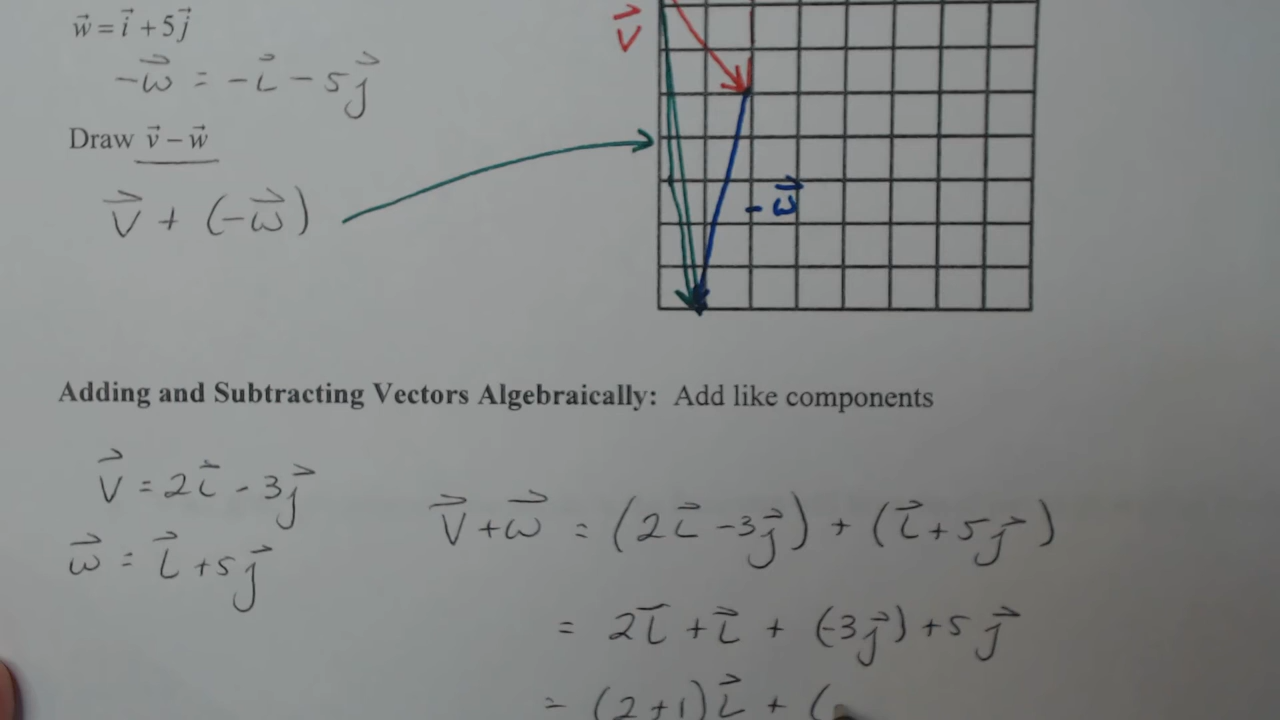 w⃗ = i⃗ + 5j⃗
-w⃗ = -i⃗ - 5j⃗
Draw v⃗ - w⃗
v⃗ + (-w⃗)
v⃗
-w⃗
Adding and Subtracting Vectors Algebraically: Add like components
v⃗ = 2i⃗ - 3j⃗
w⃗ = i⃗ + 5j⃗
v⃗ + w⃗ = (2i⃗ - 3j⃗) + (i⃗ + 5j⃗)
= 2i⃗ + i⃗ + (-3j⃗) + 5j⃗
= (2+1)i⃗ + (